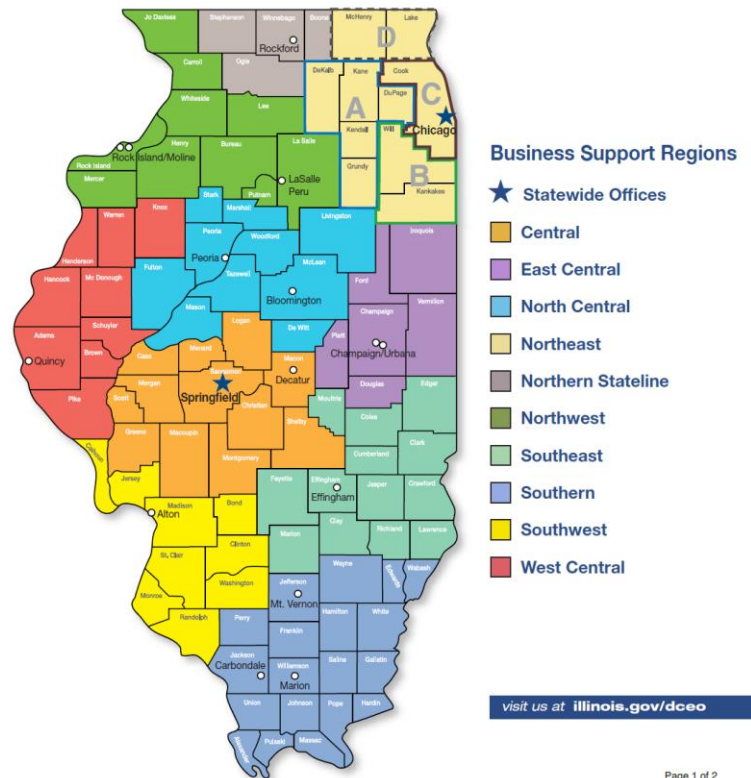 Jo Daviess
Stephenson
Winnebago
Boone
McHenry
Lake
Rockford
D
Carroll
Ogle
DeKalb
Kane
Cook
C
Whiteside
Lee
A
DuPage
Chicago
Kendall
Will
Rock Island
Rock Island/Moline
Henry
Bureau
La Salle
LaSalle
Peru
Grundy
B
Mercer
Putnam
Kankakee
Stark
Marshall
Livingston
Warren
Knox
Peoria
Woodford
Iroquois
Henderson
Peoria
Tazewell
McLean
Ford
Hancock
Mc Donough
Fulton
Bloomington
Mason
Logan
De Witt
Champaign
Vermilion
Schuyler
Adams
Quincy
Brown
Cass
Menard
Macon
Piatt
Champaign/Urbana
Sangamon
Decatur
Springfield
Douglas
Edgar
Pike
Scott
Morgan
Christian
Moultrie
Coles
Greene
Macoupin
Shelby
Cumberland
Clark
Calhoun
Jersey
Montgomery
Fayette
Effingham
Jasper
Crawford
Effingham
Madison
Bond
Alton
Clay
Richland
Lawrence
Clinton
Marion
St. Clair
Washington
Wayne
Edwards
Wabash
Monroe
Jefferson
Mt. Vernon
Randolph
Perry
Hamilton
White
Franklin
Jackson
Carbondale
Williamson
Marion
Saline
Gallatin
Union
Johnson
Pope
Hardin
Alexander
Pulaski
Massac
Business Support Regions
Statewide Offices
Central
East Central
North Central
Northeast
Northern Stateline
Northwest
Southeast
Southern
Southwest
West Central
visit us at illinois.gov/dceo
Page 1 of 2